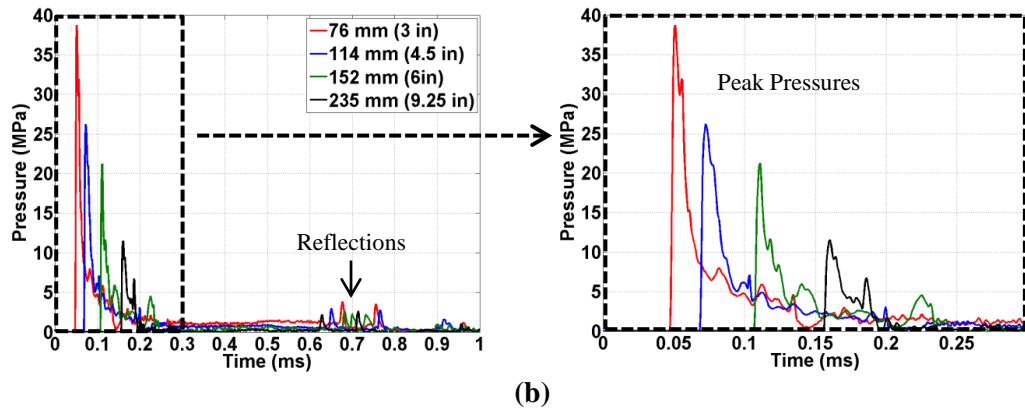 40
35
30
25
20
15
10
5
0
Pressure (MPa)
76 mm (3 in)
114 mm (4.5 in)
152 mm (6in)
235 mm (9.25 in)
Reflections
0 0.1 0.2 0.3 0.4 0.5 0.6 0.7 0.8 0.9 1
Time (ms)
40
35
30
25
20
15
10
5
0
Pressure (MPa)
Peak Pressures
0 0.05 0.1 0.15 0.2 0.25
Time (ms)
(b)